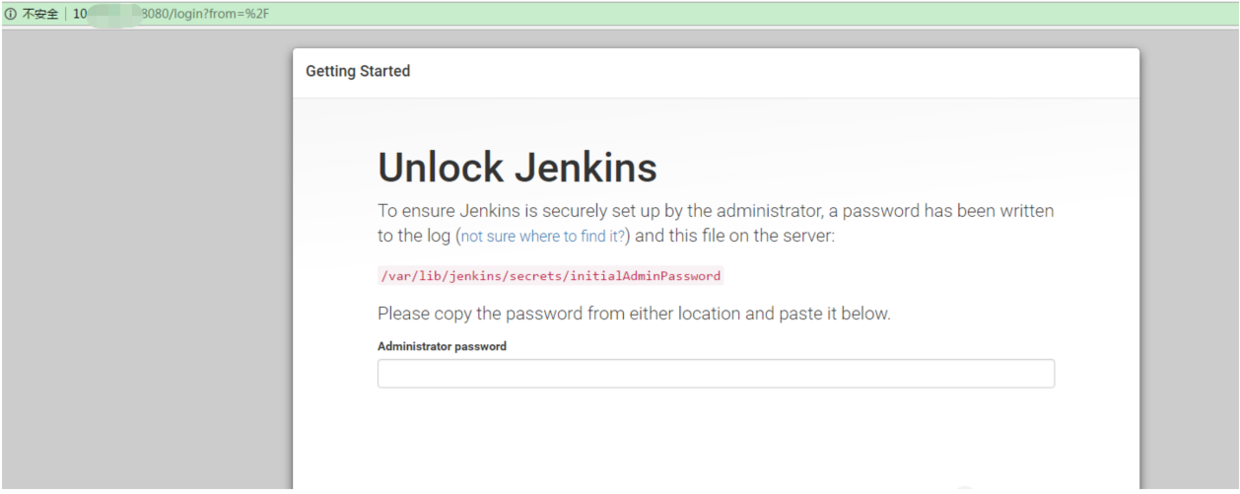 不安全 | 10 8080/login?from=%2F
Getting Started
Unlock Jenkins
To ensure Jenkins is securely set up by the administrator, a password has been written
to the log (not sure where to find it?) and this file on the server:
/var/lib/jenkins/secrets/initialAdminPassword
Please copy the password from either location and paste it below.
Administrator password